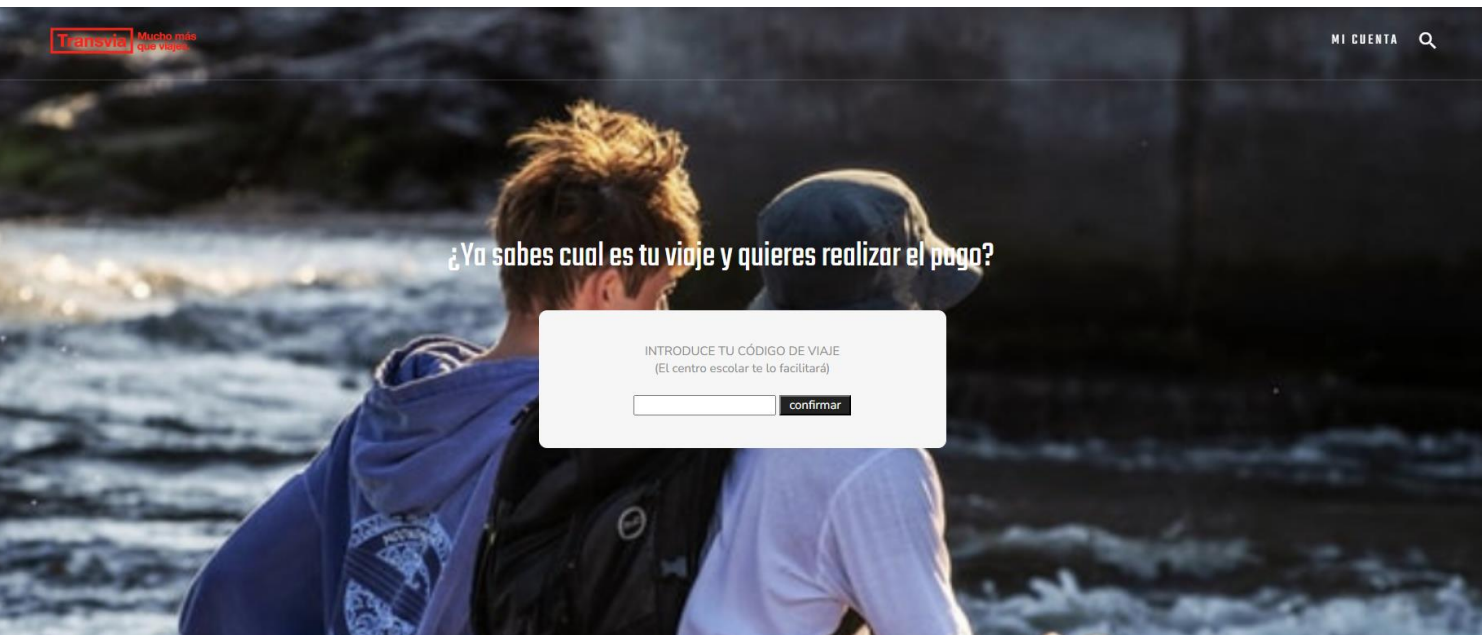 Transvia Mucho más
que viajes.
MI CUENTA
¿Ya sabes cual es tu viaje y quieres realizar el pago?
INTRODUCE TU CÓDIGO DE VIAJE
(El centro escolar te lo facilitará)
confirmar